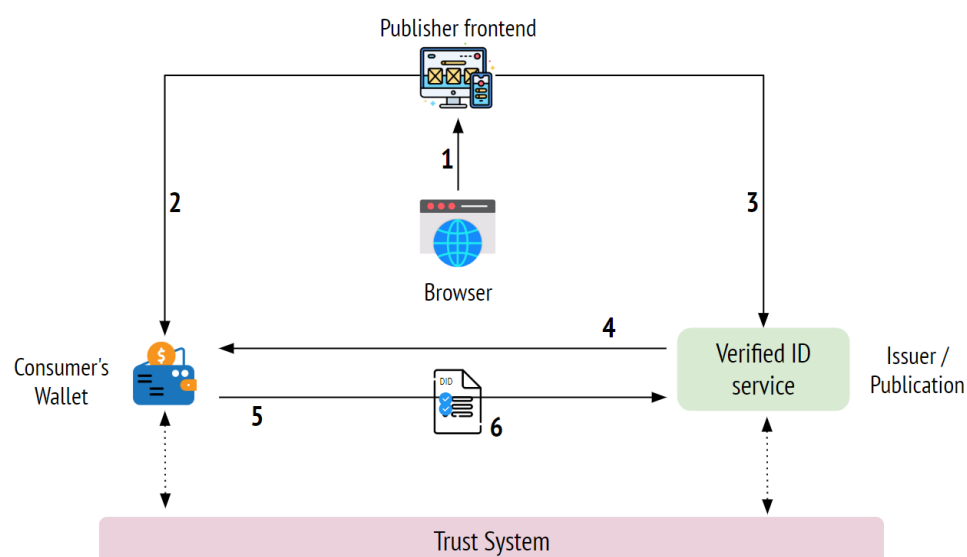 Publisher frontend
1
2
3
Browser
4
Consumer's
Wallet
$
Verified ID
service
Issuer /
Publication
DID
5
6
Trust System